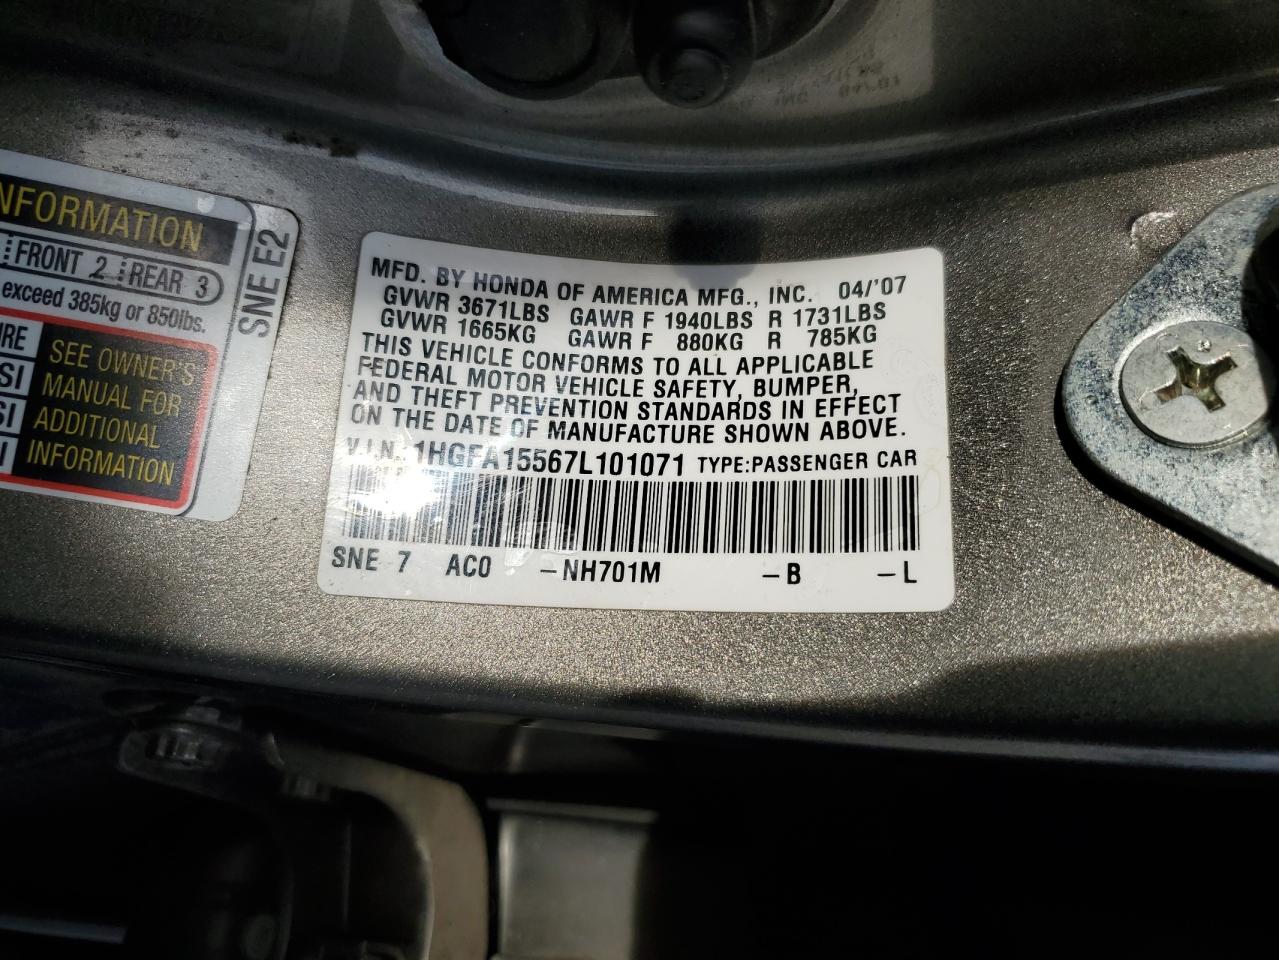 NFORMATION
FRONT 2 REAR 3
exceed 385kg or 850lbs.
SEE OWNER'S
MANUAL FOR
ADDITIONAL
INFORMATION
SNE E2
MFD. BY HONDA OF AMERICA MFG., INC. 04/'07
GVWR 3671LBS GAWR F 1940LBS R 1731LBS
GVWR 1665KG GAWR F 880KG R 785KG
THIS VEHICLE CONFORMS TO ALL APPLICABLE
FEDERAL MOTOR VEHICLE SAFETY, BUMPER,
AND THEFT PREVENTION STANDARDS IN EFFECT
ON THE DATE OF MANUFACTURE SHOWN ABOVE.
V.I.N.:1HGFA15567L101071 TYPE:PASSENGER CAR
SNE 7 AC0 –NH701M –B –L